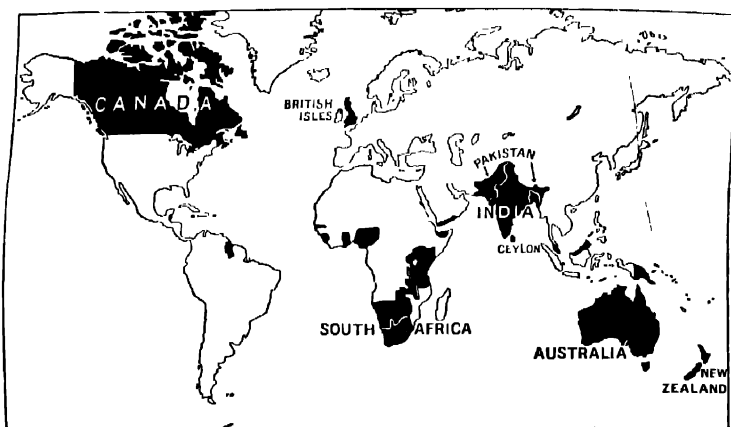 CANADA
BRITISH
ISLES
PAKISTAN
INDIA
CEYLON
SOUTH AFRICA
AUSTRALIA
NEW
ZEALAND